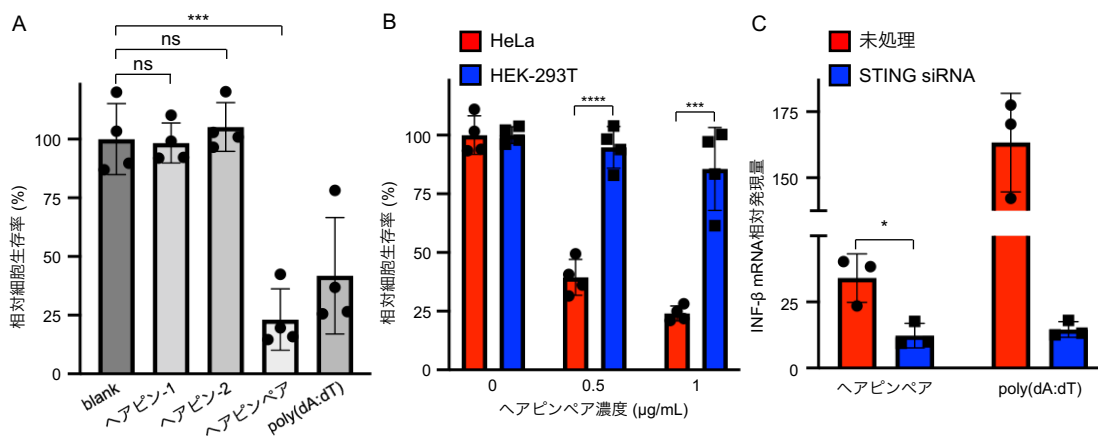 A
***
ns
ns
相対細胞生存率 (%)
100
75
50
25
0
blank
ヘアピン-1
ヘアピン-2
ヘアピンペア
poly(dA:dT)
B
HeLa
HEK-293T
****
***
相対細胞生存率 (%)
100
75
50
25
0
0
0.5
1
ヘアピンペア濃度 (μg/mL)
C
未処理
STING siRNA
INF-β mRNA相対発現量
175
150
25
0
*
ヘアピンペア
poly(dA:dT)